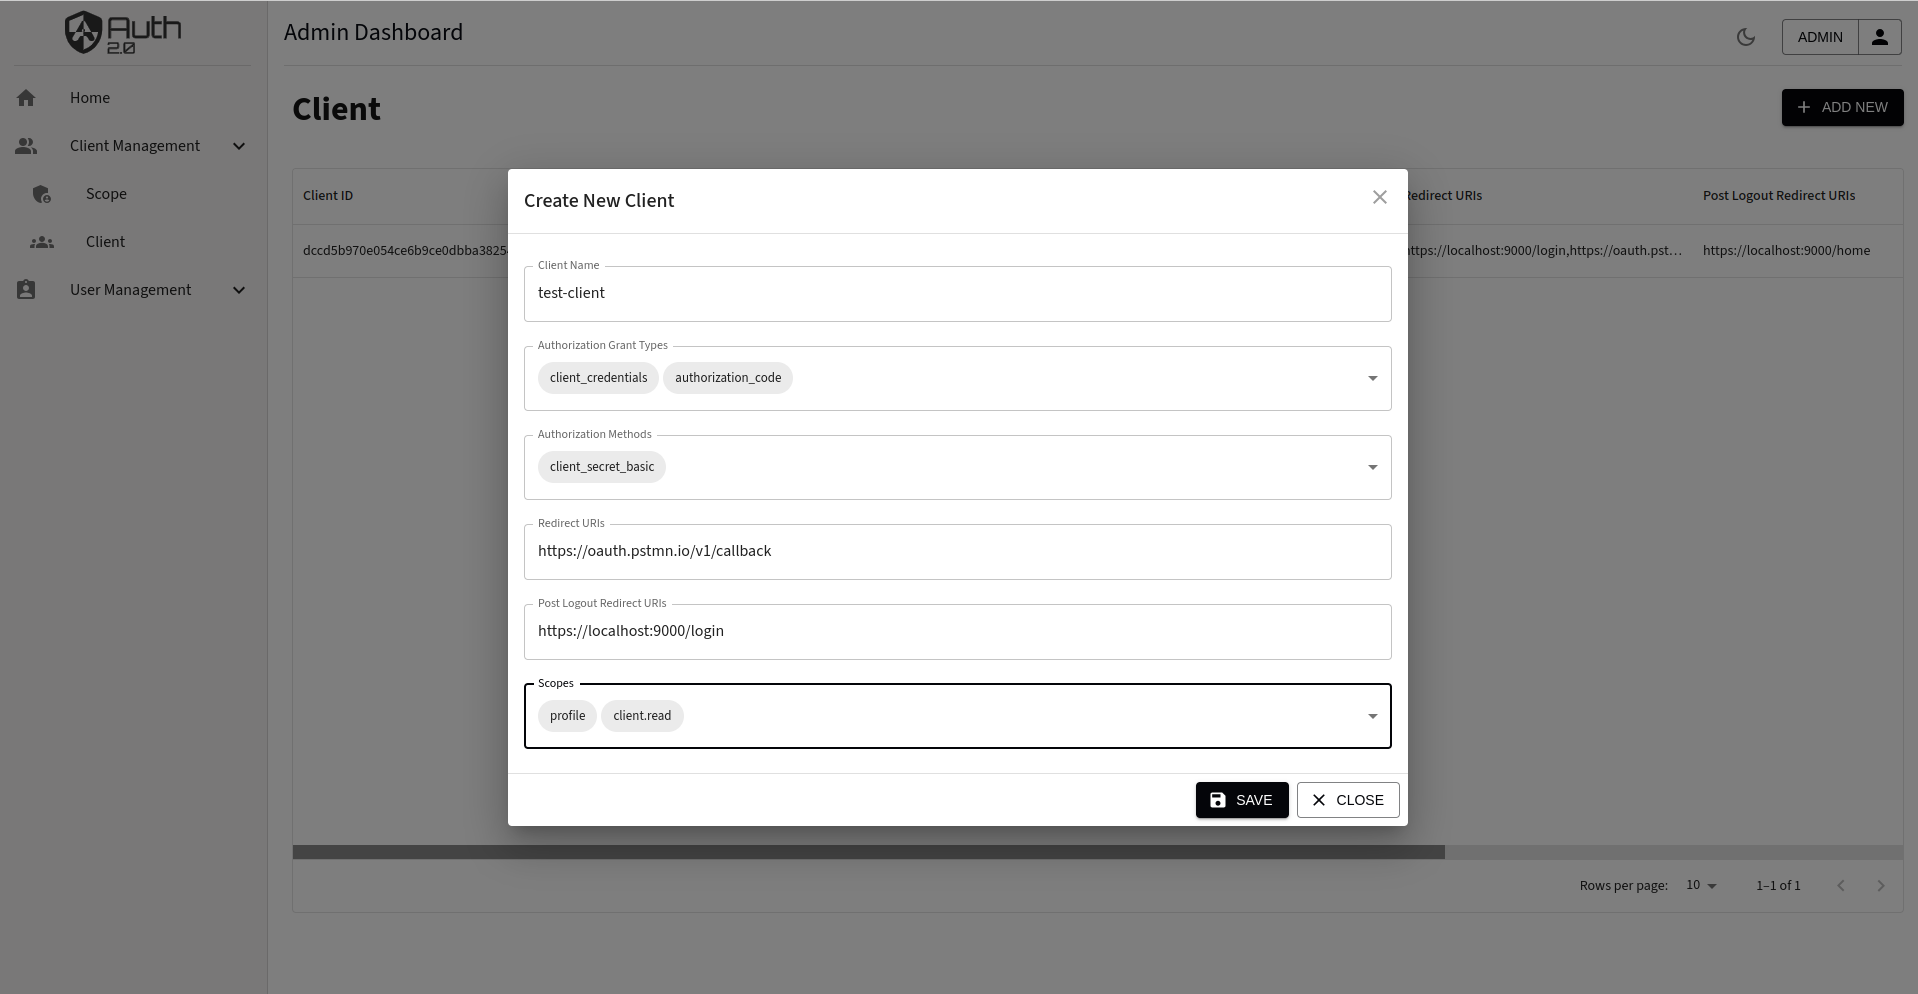 Auth
2.0
Admin Dashboard
ADMIN
Home
Client Management
Scope
Client
User Management
Client
ADD NEW
Client ID
Redirect URIs
Post Logout Redirect URIs
dccd5b970e054ce6b9ce0dbba3825
https://localhost:9000/login,https://oauth.pst...
https://localhost:9000/home
Create New Client
Client Name
test-client
Authorization Grant Types
client_credentials authorization_code
Authorization Methods
client_secret_basic
Redirect URIs
https://oauth.pstmn.io/v1/callback
Post Logout Redirect URIs
https://localhost:9000/login
Scopes
profile client.read
SAVE CLOSE
Rows per page: 10 1–1 of 1